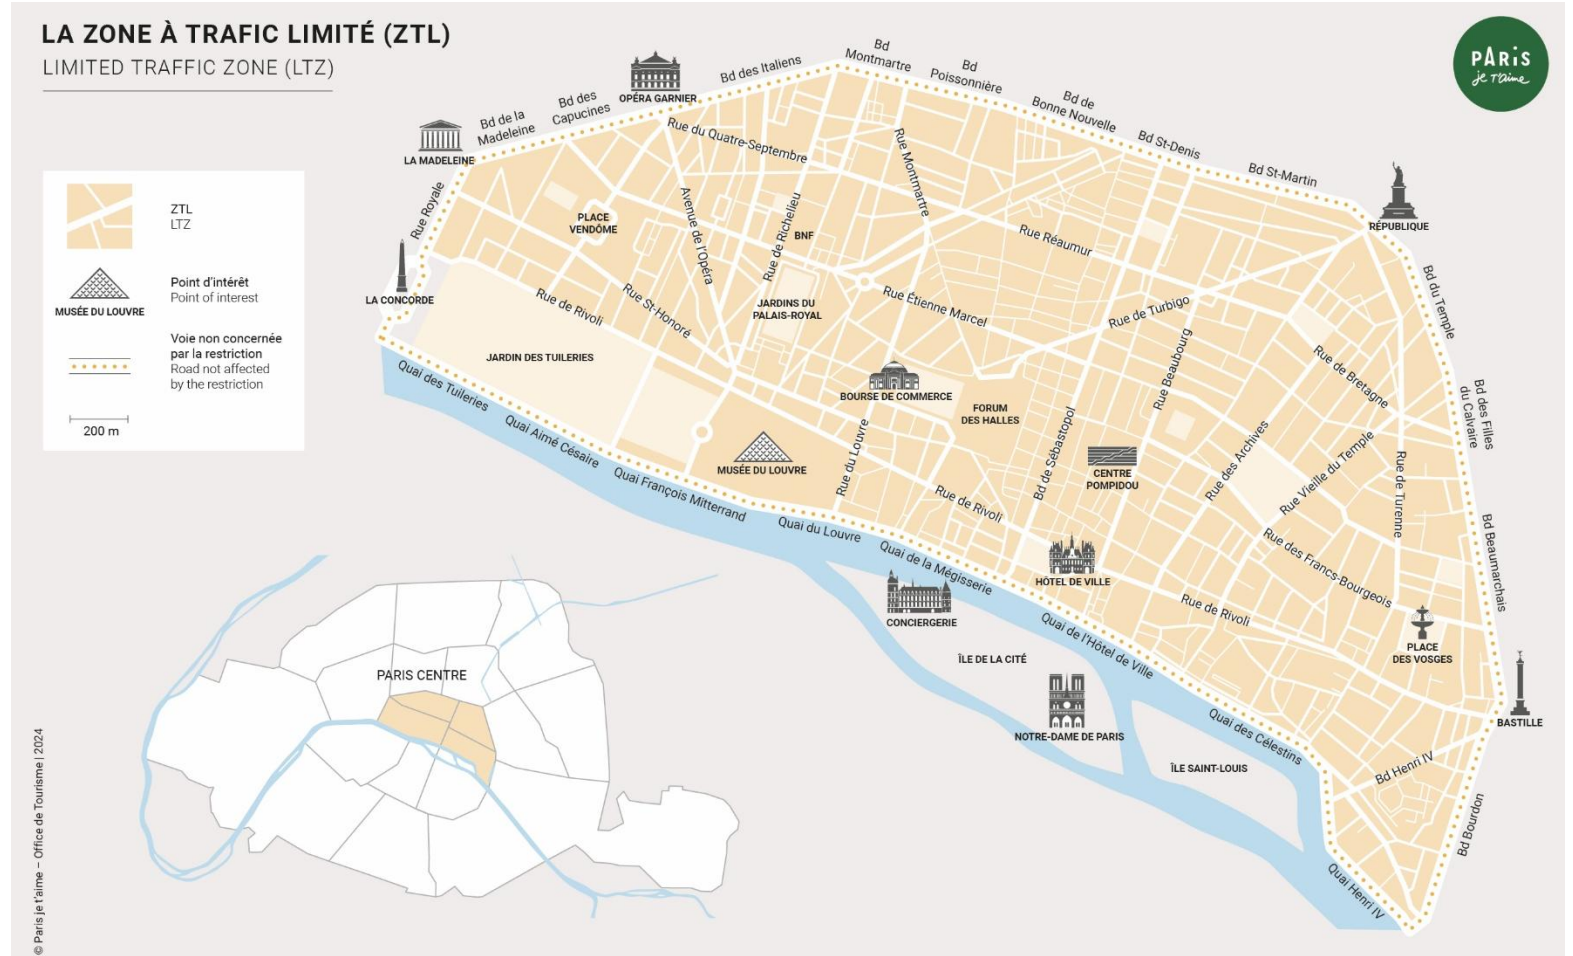 LA ZONE À TRAFIC LIMITÉ (ZTL)
LIMITED TRAFFIC ZONE (LTZ)
PARIS
je t'aime
ZTL
LTZ
MUSÉE DU LOUVRE
Point d'intérêt
Point of interest
Voie non concernée
par la restriction
Road not affected
by the restriction
200 m
LA MADELEINE
Bd de la
Madeleine
Bd des
Capucines
OPÉRA GARNIER
Bd des Italiens
Bd
Montmartre
Bd
Poissonnière
Bd de
Bonne Nouvelle
Bd St-Denis
Bd St-Martin
RÉPUBLIQUE
Rue Royale
LA CONCORDE
PLACE
VENDÔME
Rue du Quatre-Septembre
Avenue de l'Opéra
Rue de Richelieu
BNF
Rue Montmartre
Rue Réaumur
Rue de Rivoli
Rue St-Honoré
JARDINS DU
PALAIS-ROYAL
Rue Étienne Marcel
Rue de Turbigo
Bd du Temple
JARDIN DES TUILERIES
BOURSE DE COMMERCE
FORUM
DES HALLES
Rue Beaubourg
Rue de Bretagne
Bd des Filles
du Calvaire
Quai des Tuileries
Quai Aimé Césaire
Quai François Mitterrand
MUSÉE DU LOUVRE
Rue du Louvre
Rue de Rivoli
Bd de Sébastopol
CENTRE
POMPIDOU
Rue des Archives
Rue Vieille du Temple
Rue de Turenne
Quai du Louvre
Quai de la Mégisserie
HÔTEL DE VILLE
Rue des Francs-Bourgeois
Bd Beaumarchais
CONCIERGERIE
Rue de Rivoli
PLACE
DES VOSGES
Quai de l'Hôtel de Ville
ÎLE DE LA CITÉ
NOTRE-DAME DE PARIS
BASTILLE
Quai des Célestins
ÎLE SAINT-LOUIS
Bd Henri IV
Bd Bourdon
Quai Henri IV
PARIS CENTRE
© Paris je t'aime – Office de Tourisme | 2024